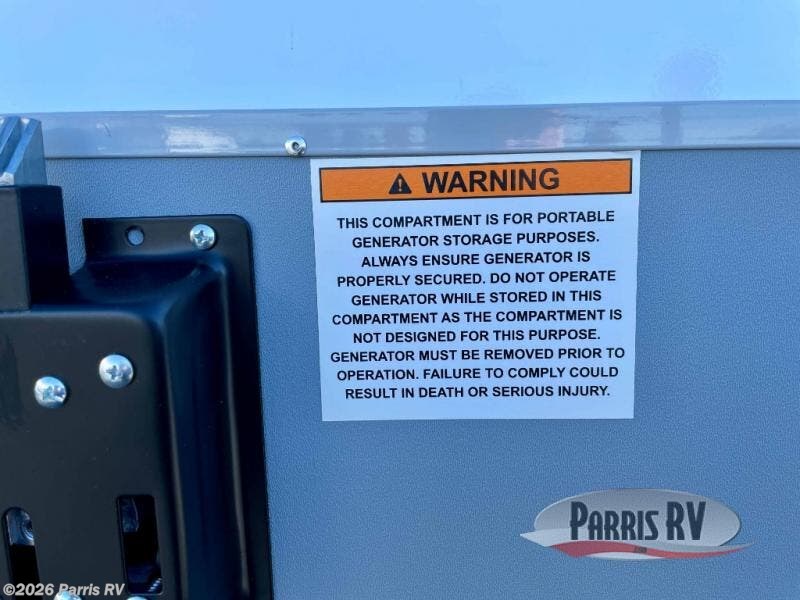 ⚠ WARNING
THIS COMPARTMENT IS FOR PORTABLE
GENERATOR STORAGE PURPOSES.
ALWAYS ENSURE GENERATOR IS
PROPERLY SECURED. DO NOT OPERATE
GENERATOR WHILE STORED IN THIS
COMPARTMENT AS THE COMPARTMENT IS
NOT DESIGNED FOR THIS PURPOSE.
GENERATOR MUST BE REMOVED PRIOR TO
OPERATION. FAILURE TO COMPLY COULD
RESULT IN DEATH OR SERIOUS INJURY.
PARRIS RV
.com
©2026 Parris RV